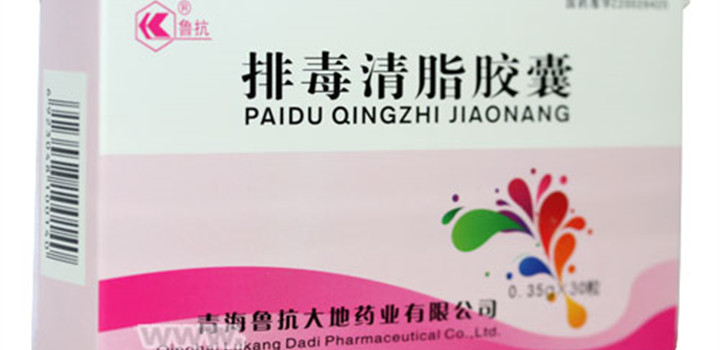 鲁抗®
排毒清脂胶囊
PAIDU QINGZHI JIAONANG
0.35g×30粒
青海鲁抗大地药业有限公司
Lukang Dadi Pharmaceutical Co.,Ltd.